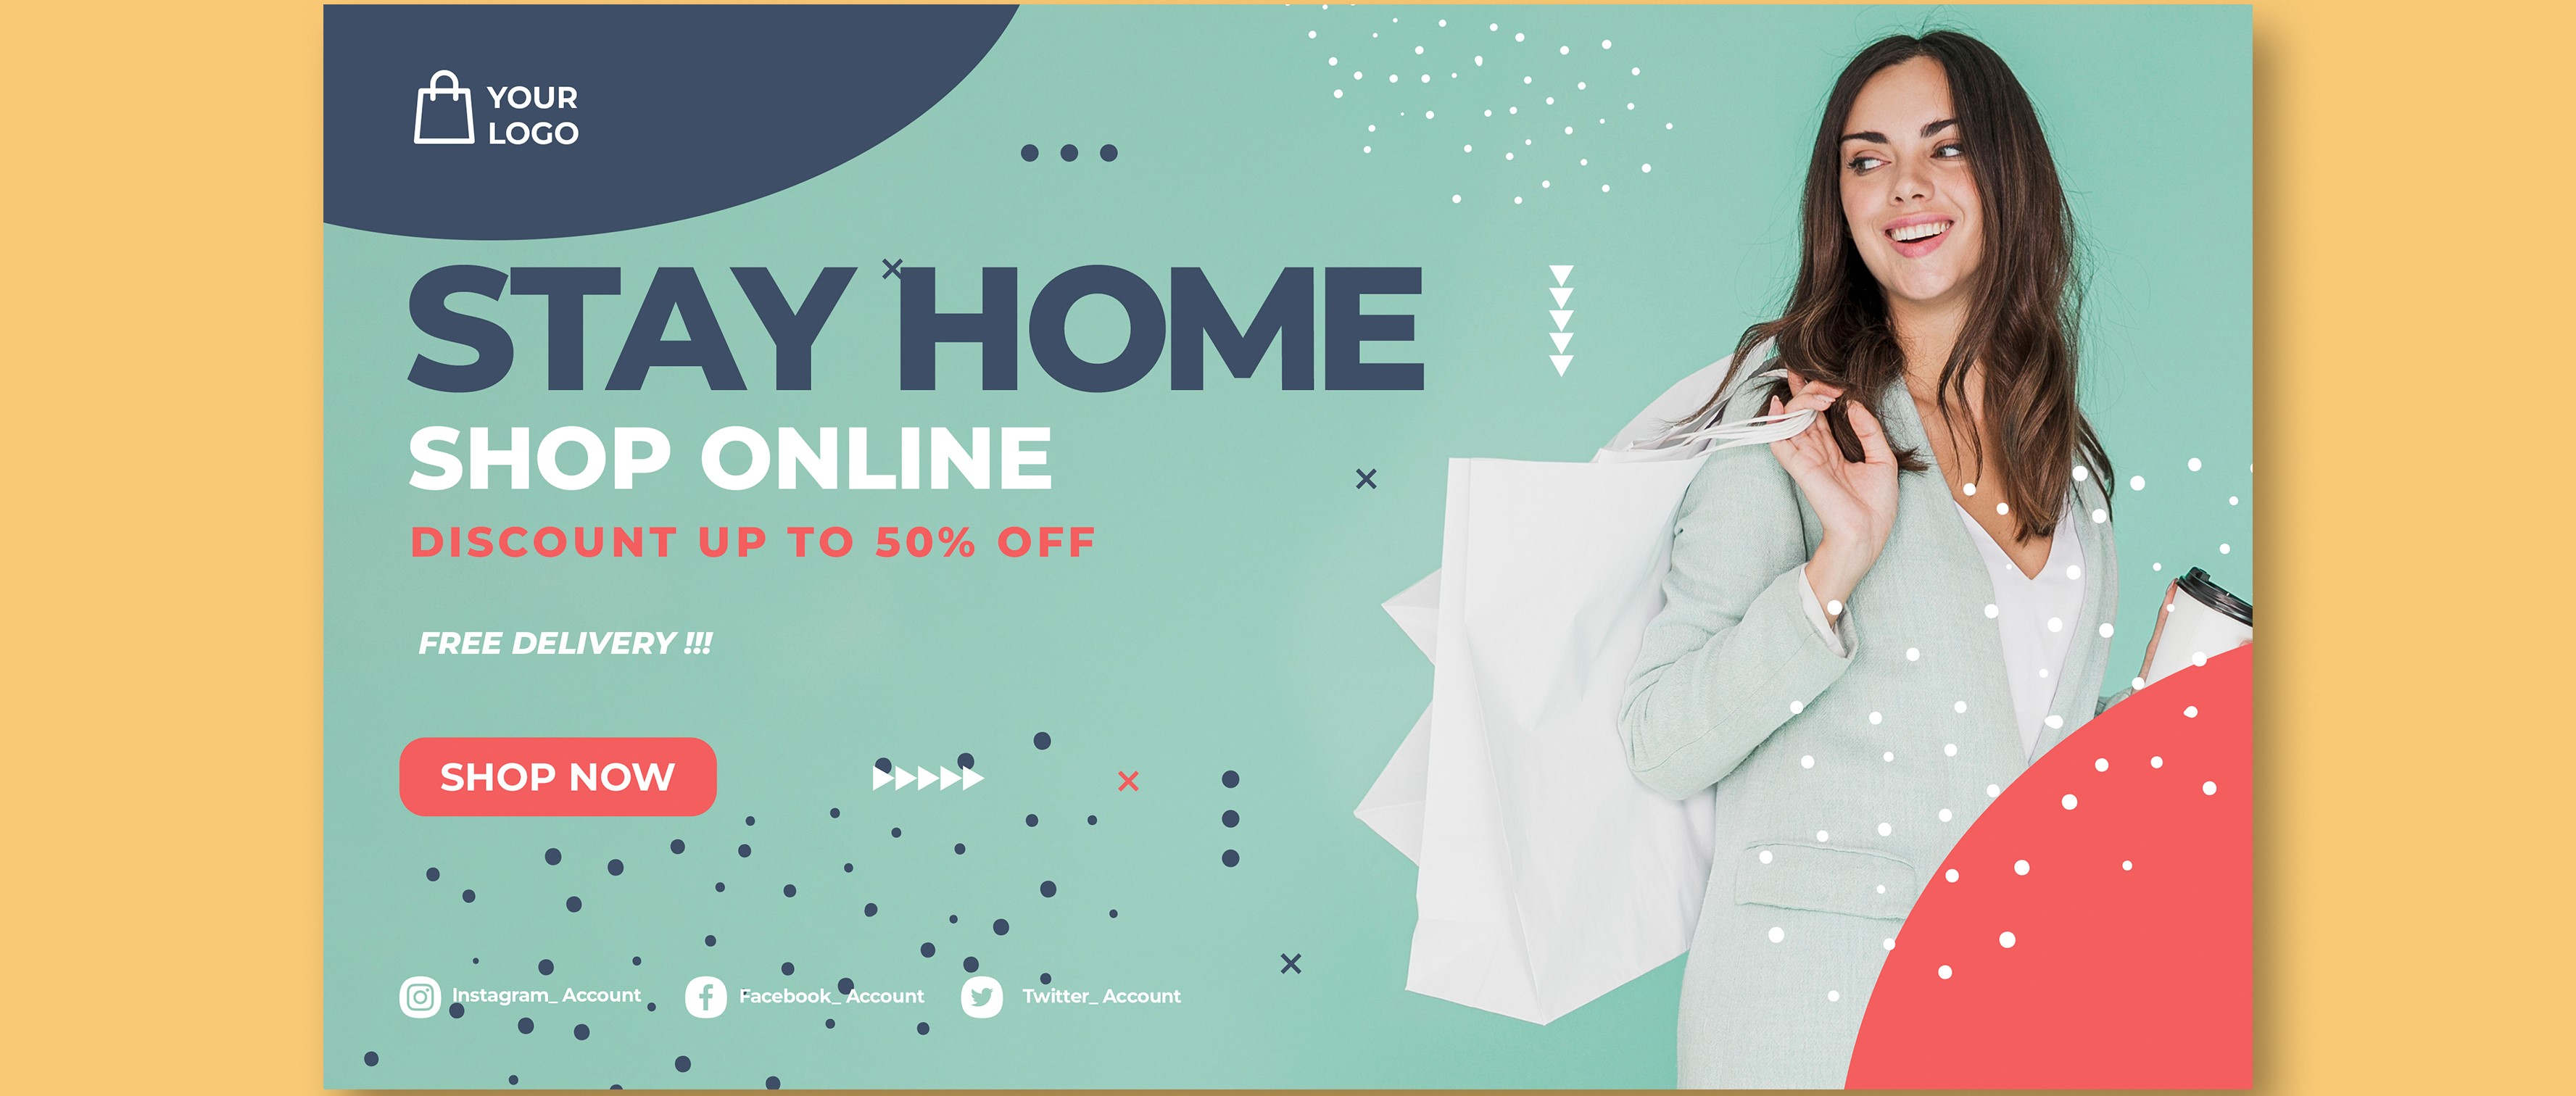 YOUR
LOGO
STAY HOME
SHOP ONLINE
DISCOUNT UP TO 50% OFF
FREE DELIVERY !!!
SHOP NOW
Instagram_ Account
Facebook_ Account
Twitter_ Account